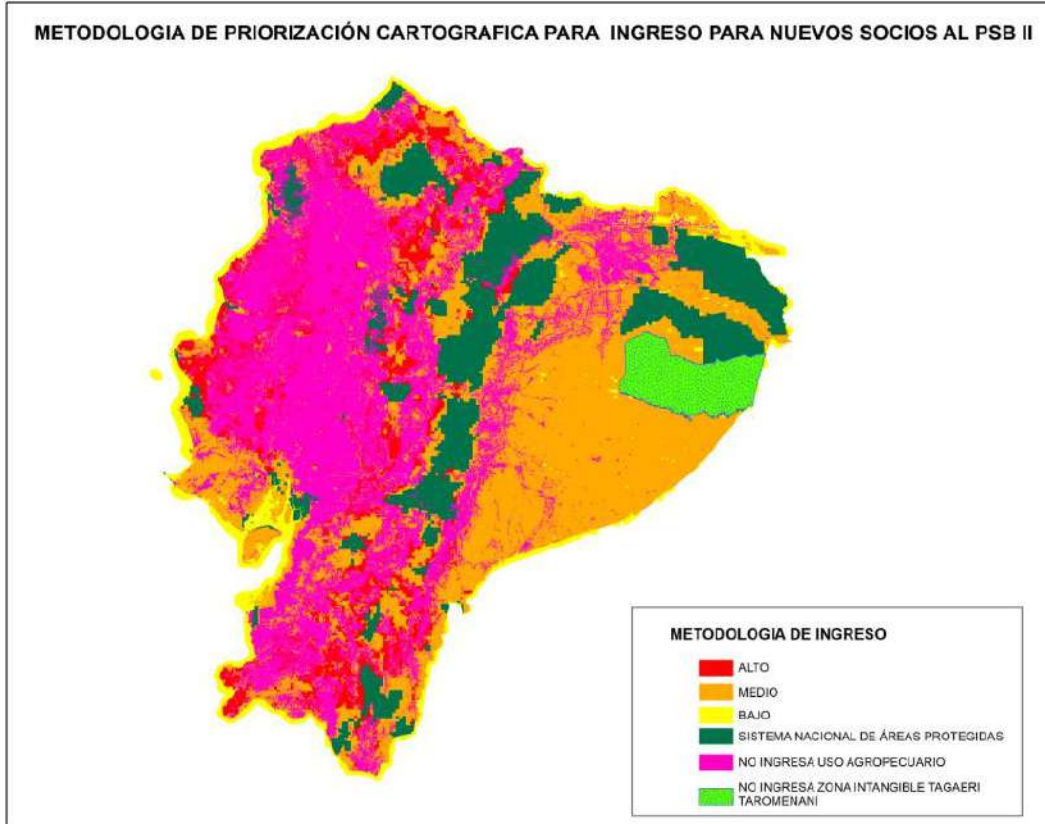 METODOLOGIA DE PRIORIZACIÓN CARTOGRAFICA PARA INGRESO PARA NUEVOS SOCIOS AL PSB II
METODOLOGIA DE INGRESO
ALTO
MEDIO
BAJO
SISTEMA NACIONAL DE ÁREAS PROTEGIDAS
NO INGRESA USO AGROPECUARIO
NO INGRESA ZONA INTANGIBLE TAGAERI
TAROMENANI